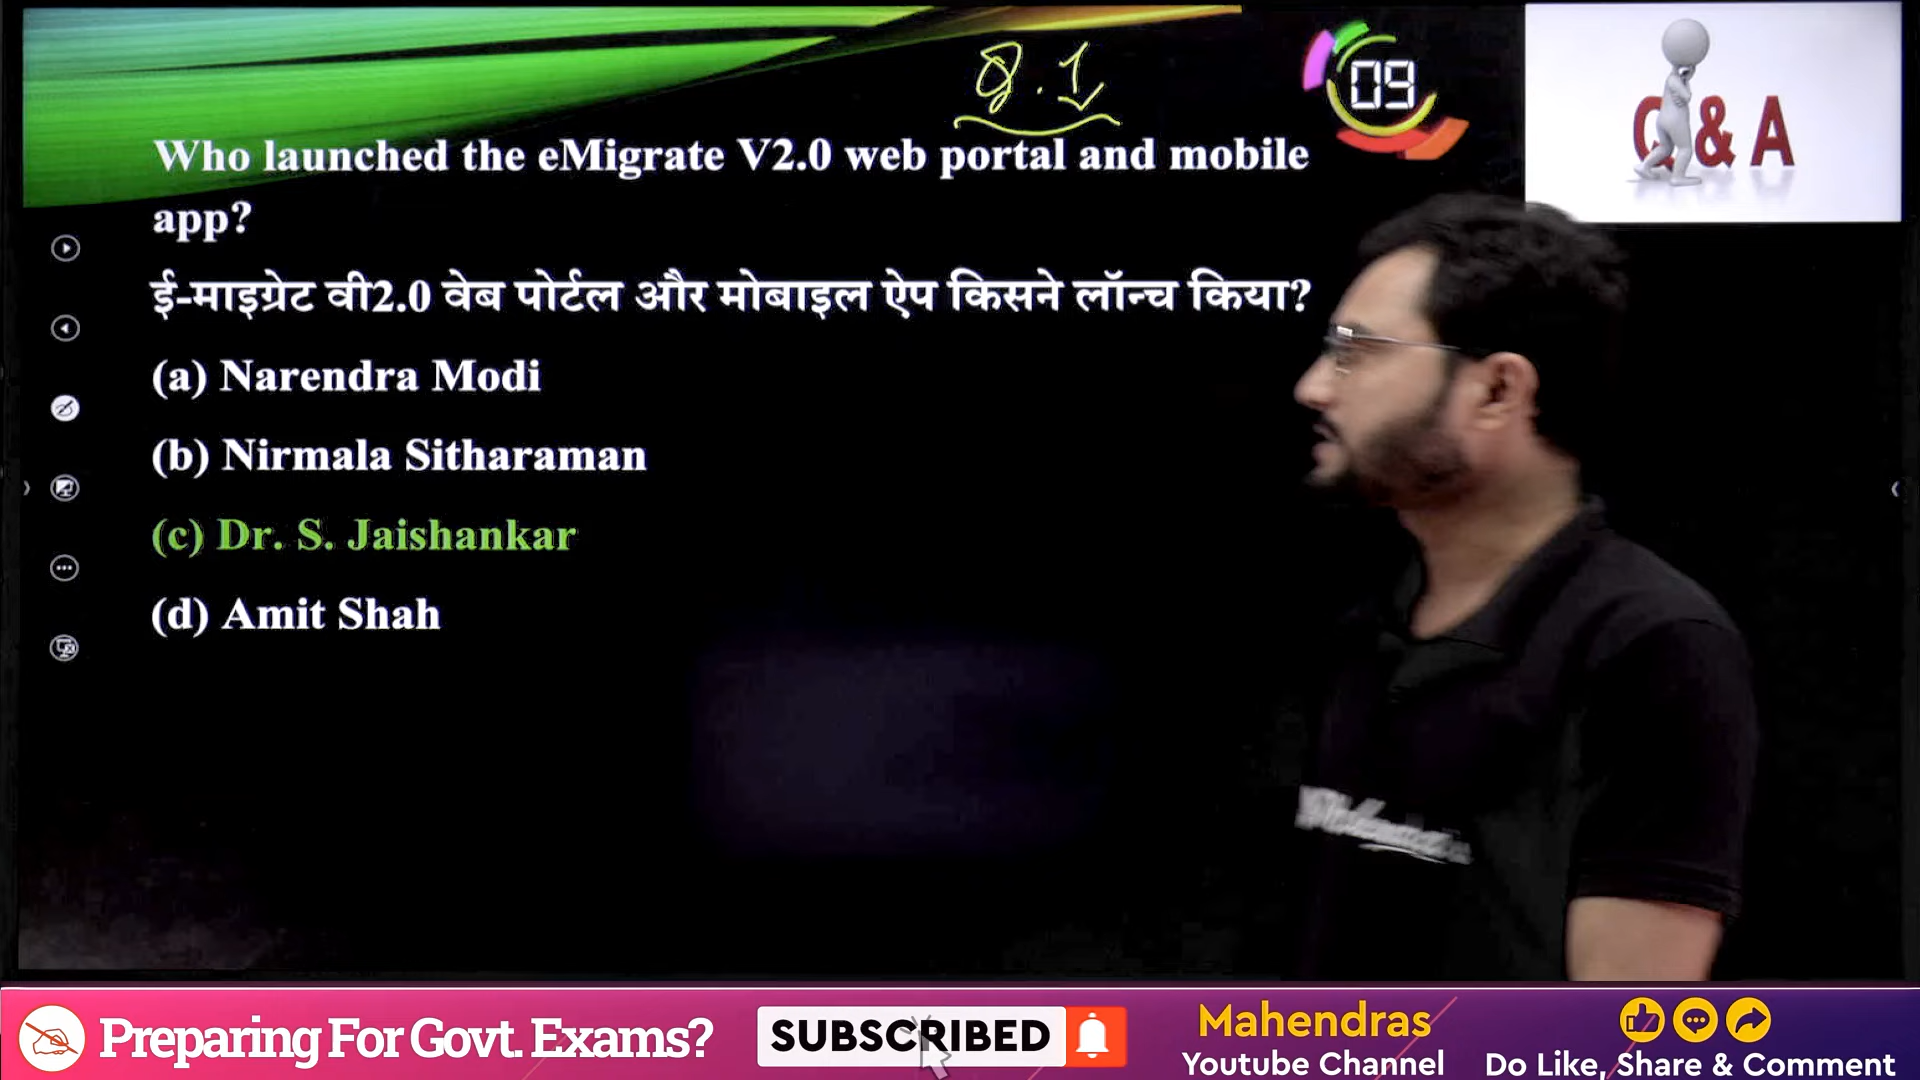 Q.1
09
Q & A
Who launched the eMigrate V2.0 web portal and mobile
app?
ई-माइग्रेट वी2.0 वेब पोर्टल और मोबाइल ऐप किसने लॉन्च किया?
(a) Narendra Modi
(b) Nirmala Sitharaman
(c) Dr. S. Jaishankar
(d) Amit Shah
Preparing For Govt. Exams?
SUBSCRIBED
Mahendras
Youtube Channel
Do Like, Share & Comment